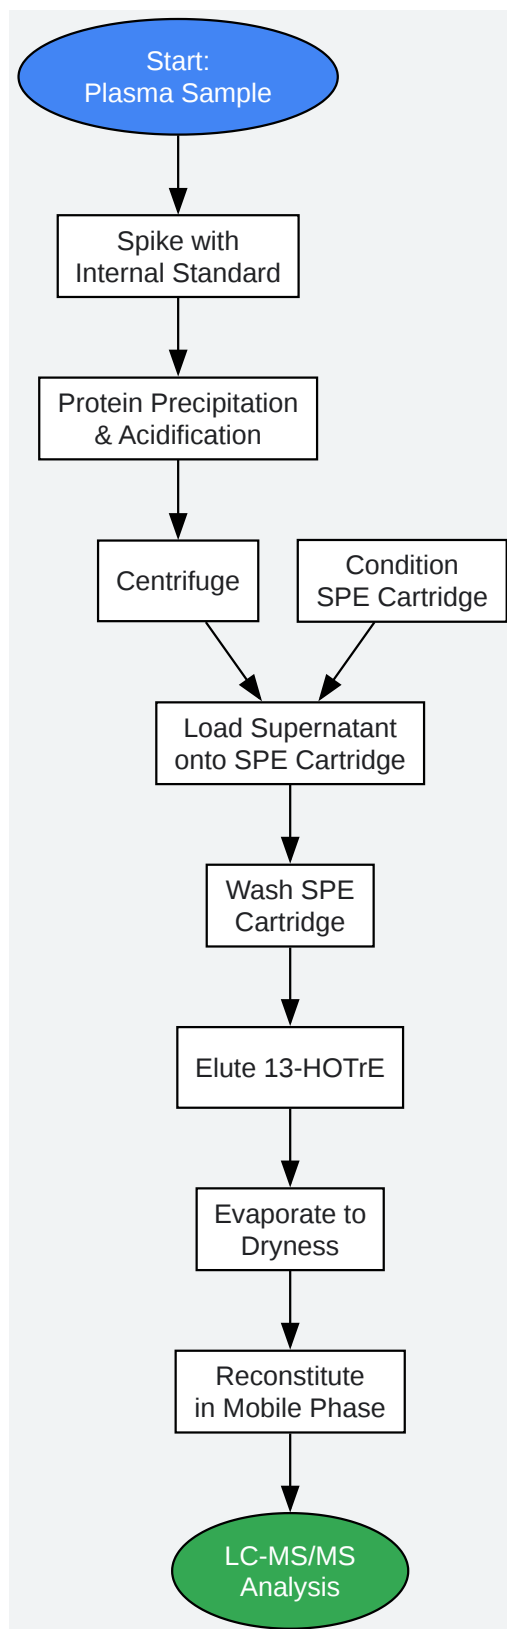 Start:
Plasma Sample
Spike with
Internal Standard
Protein Precipitation
& Acidification
Centrifuge
Condition
SPE Cartridge
Load Supernatant
onto SPE Cartridge
Wash SPE
Cartridge
Elute 13-HOTrE
Evaporate to
Dryness
Reconstitute
in Mobile Phase
LC-MS/MS
Analysis